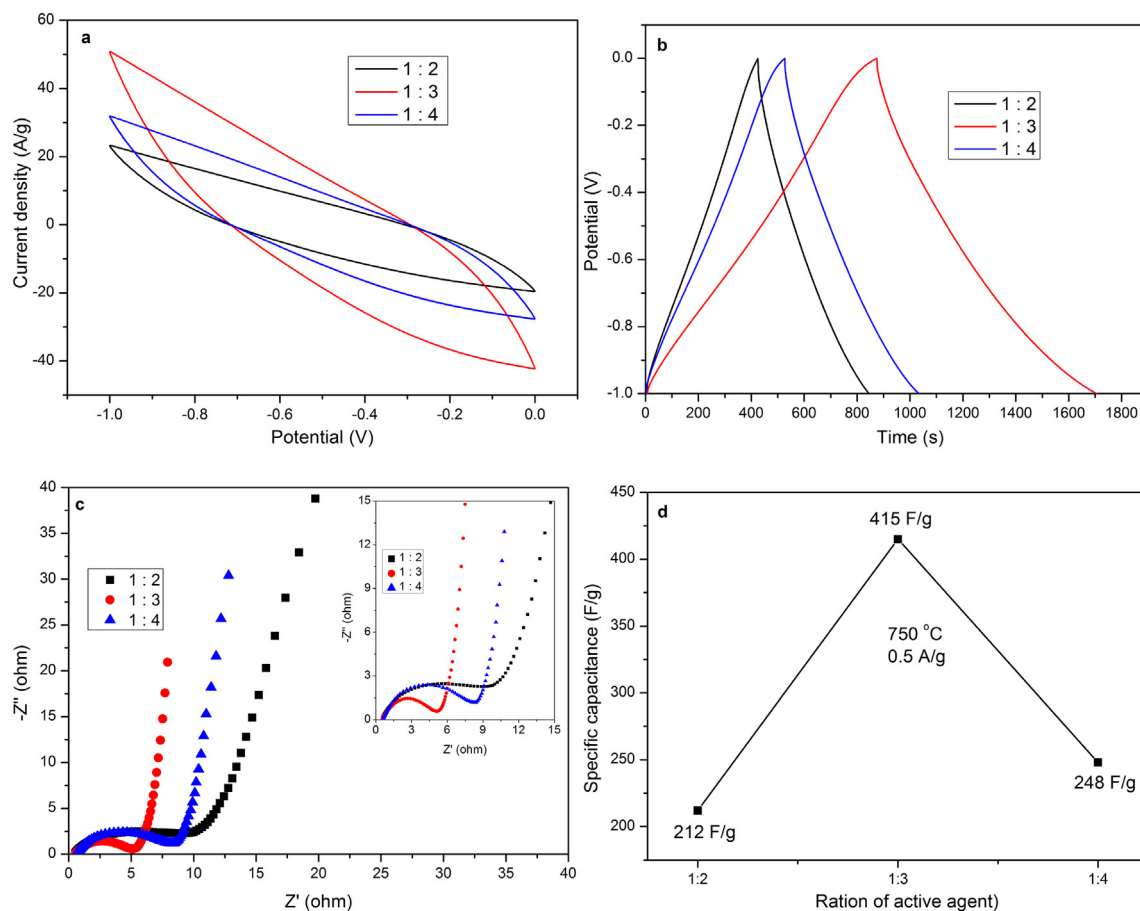 a
60
40
20
0
-20
-40
Current density (A/g)
1 : 2
1 : 3
1 : 4
-1.0 -0.8 -0.6 -0.4 -0.2 0.0
Potential (V)
b
0.0
-0.2
-0.4
-0.6
-0.8
-1.0
Potential (V)
1 : 2
1 : 3
1 : 4
0 200 400 600 800 1000 1200 1400 1600 1800
Time (s)
c
40
35
30
25
20
15
10
5
0
-Z" (ohm)
1 : 2
1 : 3
1 : 4
0 5 10 15 20 25 30 35 40
Z' (ohm)
15
12
9
6
3
0
-Z" (ohm)
1 : 2
1 : 3
1 : 4
0 3 6 9 12 15
Z' (ohm)
d
450
400
350
300
250
200
Specific capacitance (F/g)
415 F/g
750 °C
0.5 A/g
212 F/g
248 F/g
1:2 1:3 1:4
Ration of active agent)